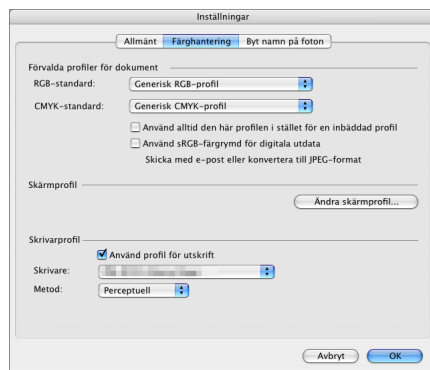 Inställningar
Allmänt Färghantering Byt namn på foton
Förvalda profiler för dokument
RGB-standard: Generisk RGB-profil
CMYK-standard: Generisk CMYK-profil
Använd alltid den här profilen i stället för en inbäddad profil
Använd sRGB-färgrymd för digitala utdata
Skicka med e-post eller konvertera till JPEG-format
Skärmprofil
Ändra skärmprofil...
Skrivarprofil
Använd profil för utskrift
Skrivare:
Metod: Perceptuell
Avbryt OK